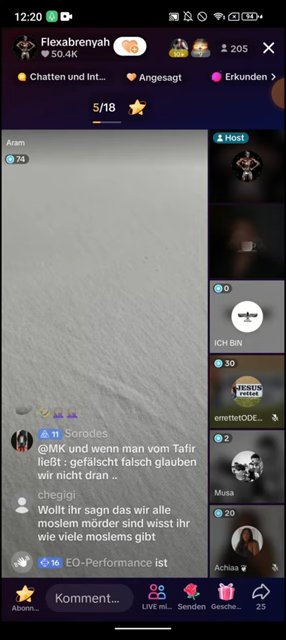 12:20
94
Flexabrenyah
50.4K
10+
205
Chatten und Int...
Angesagt
Erkunden
5/18
Aram
74
Host
0
ICH BIN
30
JESUS
rettet
errettetODE...
2
Musa
20
Achiaa
11 Sorodes
@MK und wenn man vom Tafir
ließt : gefälscht falsch glauben
wir nicht dran ..
chegigi
Wollt ihr sagn das wir alle
moslem mörder sind wisst ihr
wie viele moslems gibt
16 EO-Performance ist
Abonn...
Komment...
LIVE mi...
Senden
Gesche...
25